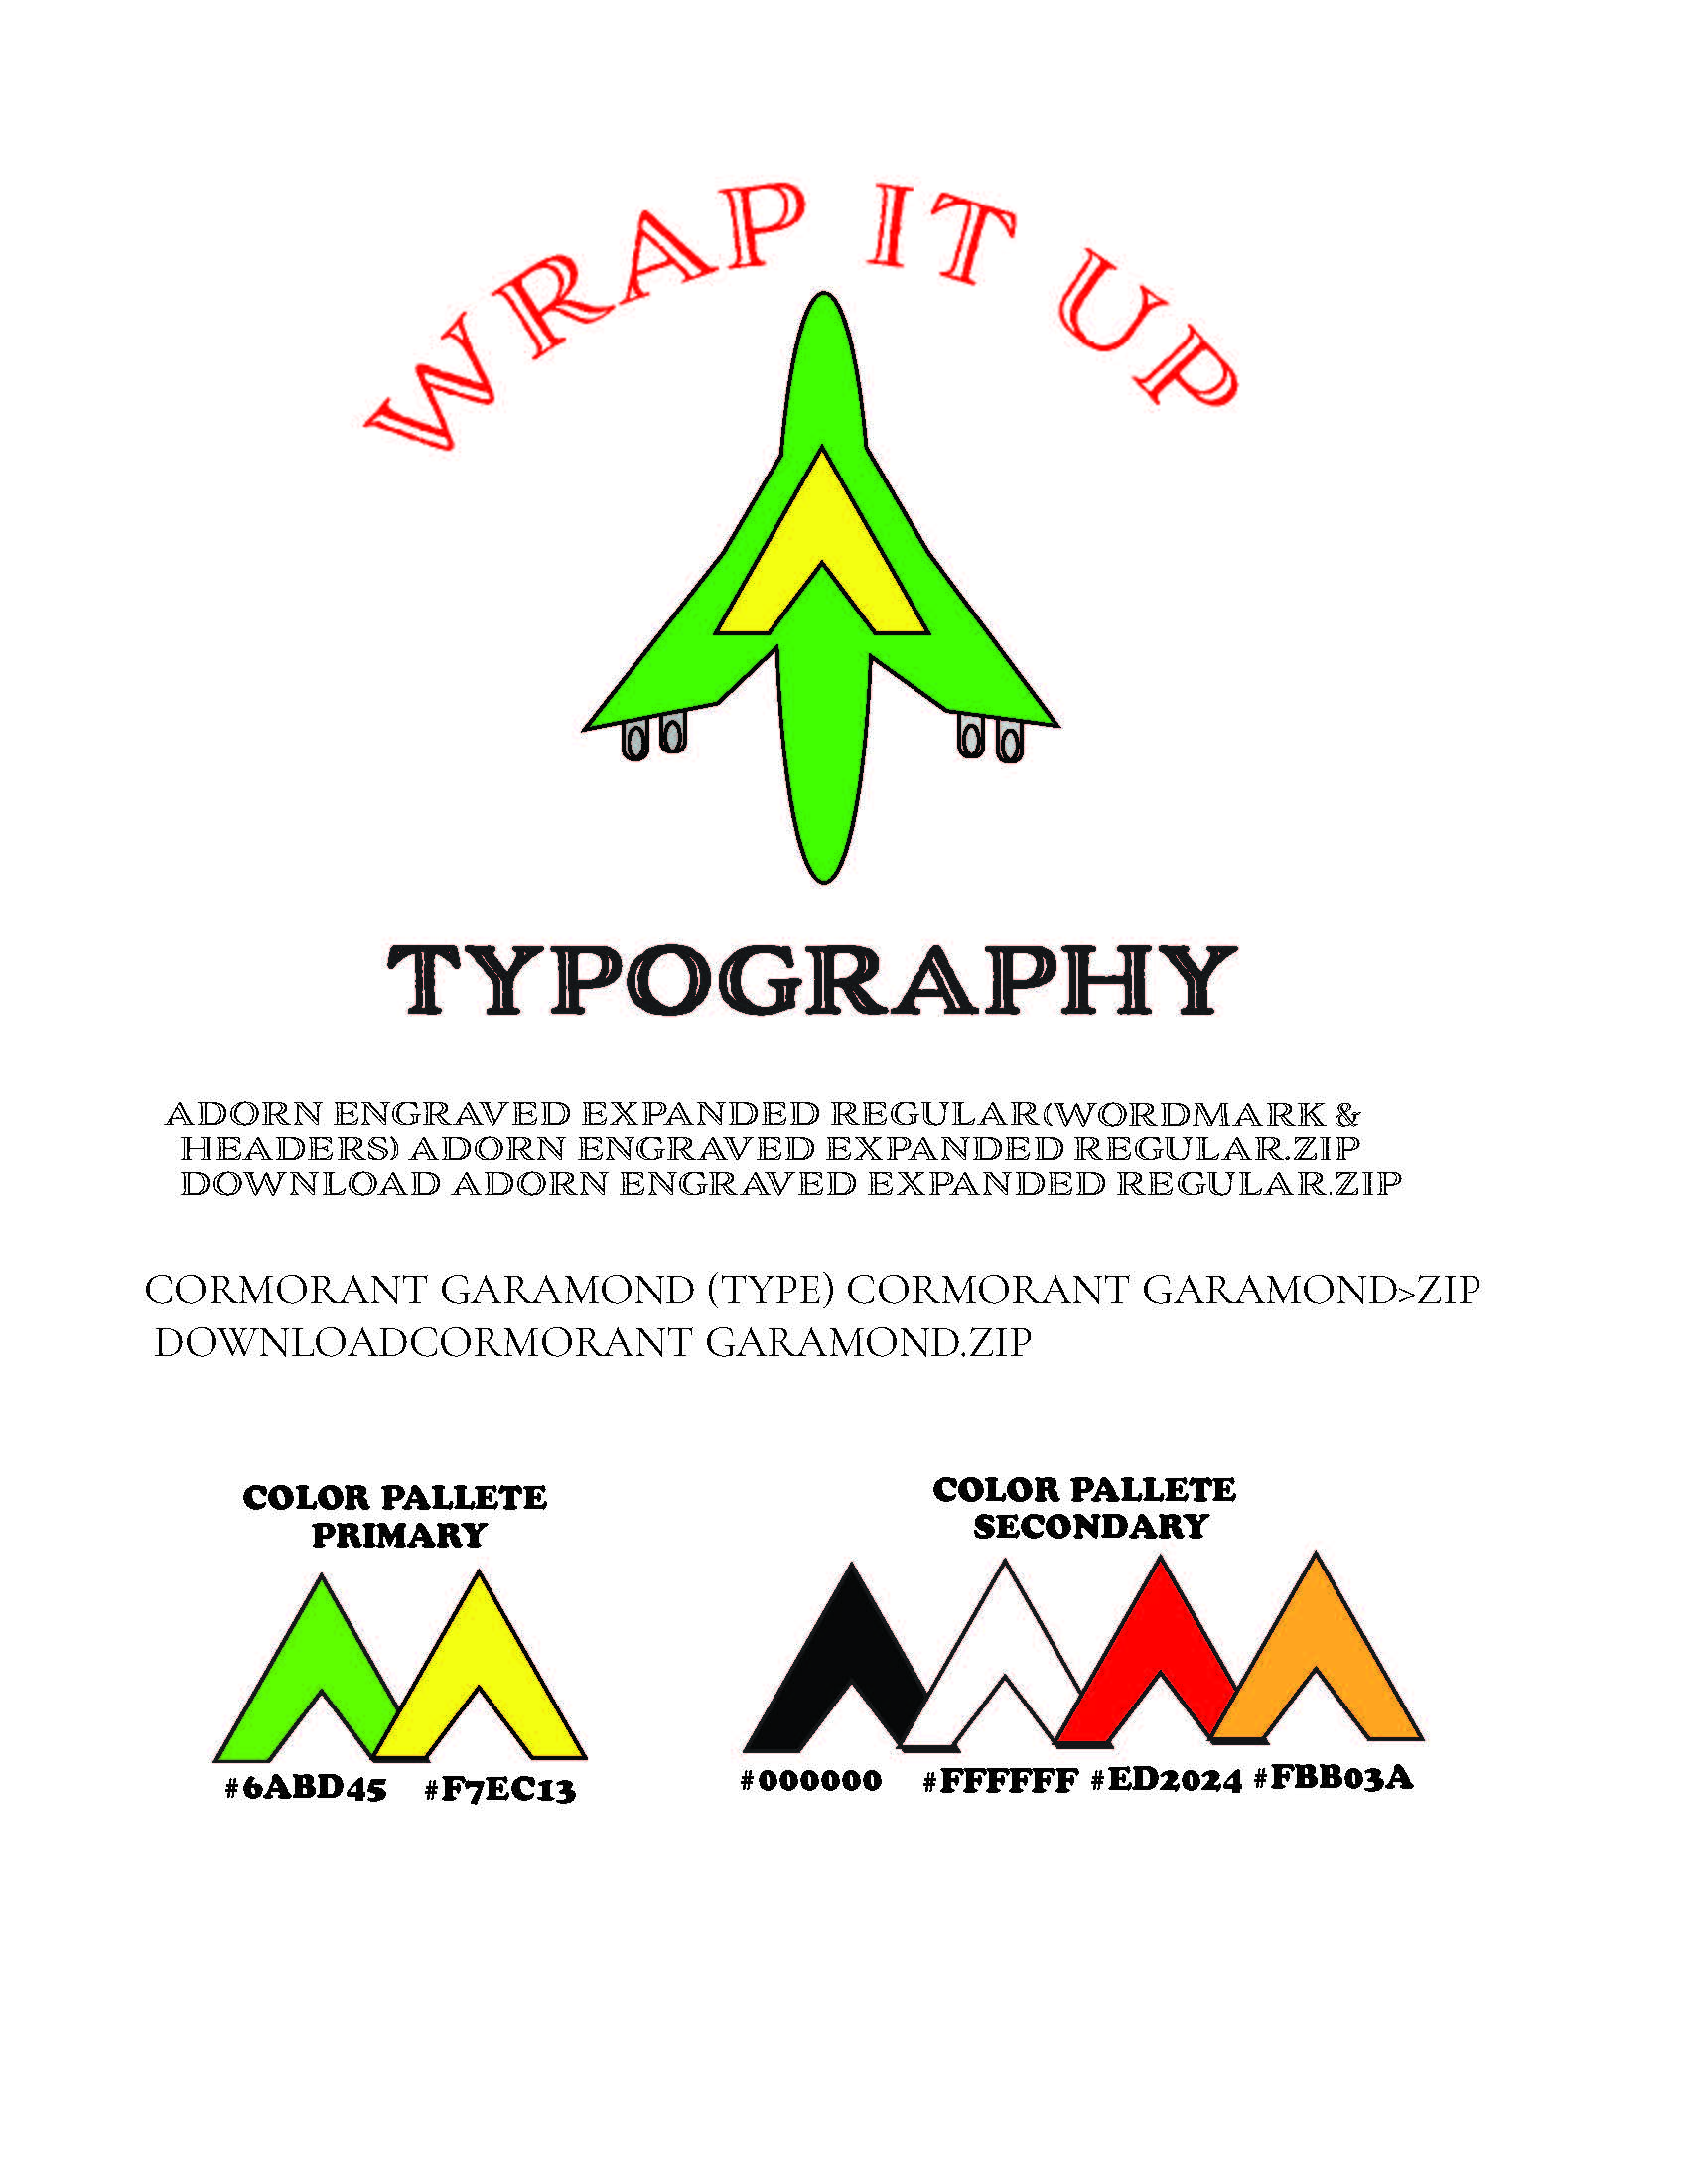 WRAP IT UP
TYPOGRAPHY
ADORN ENGRAVED EXPANDED REGULAR(WORDMARK &
HEADERS) ADORN ENGRAVED EXPANDED REGULAR.ZIP
DOWNLOAD ADORN ENGRAVED EXPANDED REGULAR.ZIP
CORMORANT GARAMOND (TYPE) CORMORANT GARAMOND>ZIP
DOWNLOADCORMORANT GARAMOND.ZIP
COLOR PALLETE
PRIMARY
#6ABD45 #F7EC13
COLOR PALLETE
SECONDARY
#000000 #FFFFFF #ED2024 #FBB03A